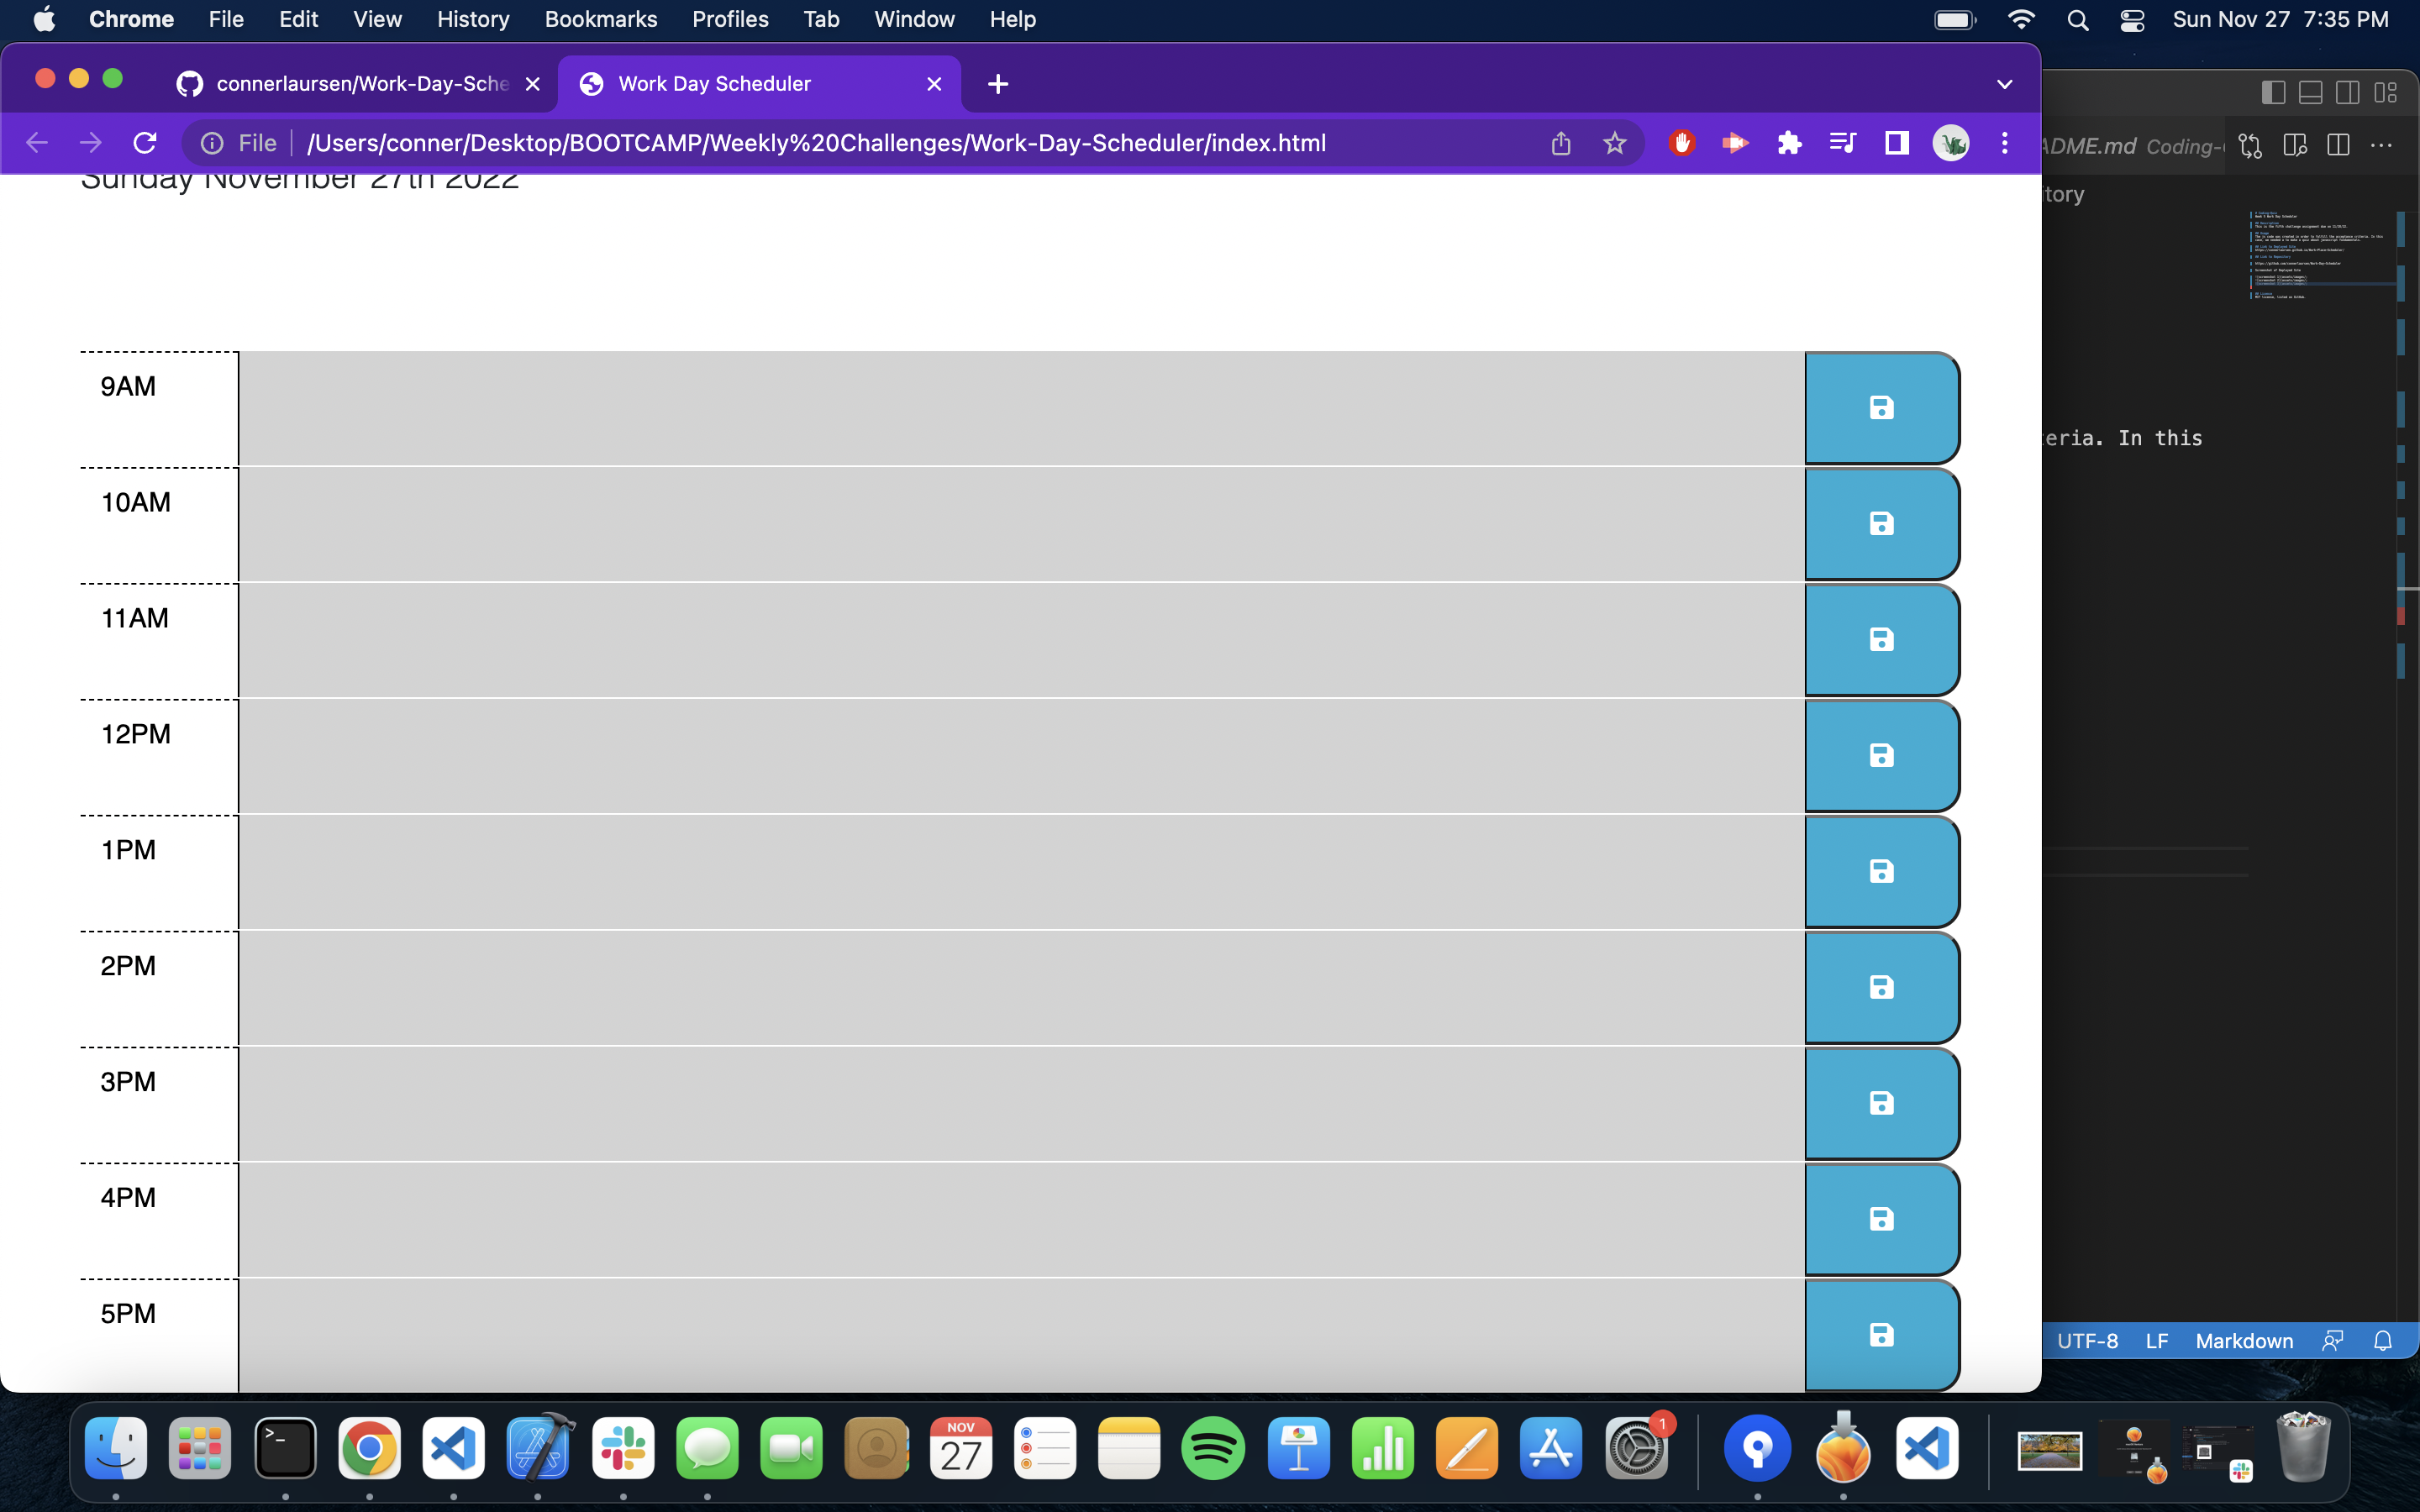 Chrome File Edit View History Bookmarks Profiles Tab Window Help Sun Nov 27 7:35 PM
connerlaursen/Work-Day-Sche Work Day Scheduler
File /Users/conner/Desktop/BOOTCAMP/Weekly%20Challenges/Work-Day-Scheduler/index.html
ADME.md Coding-
Sunday November 27th 2022
itory
9AM
eria. In this
10AM
11AM
12PM
1PM
2PM
3PM
4PM
5PM
UTF-8 LF Markdown
NOV
27
1